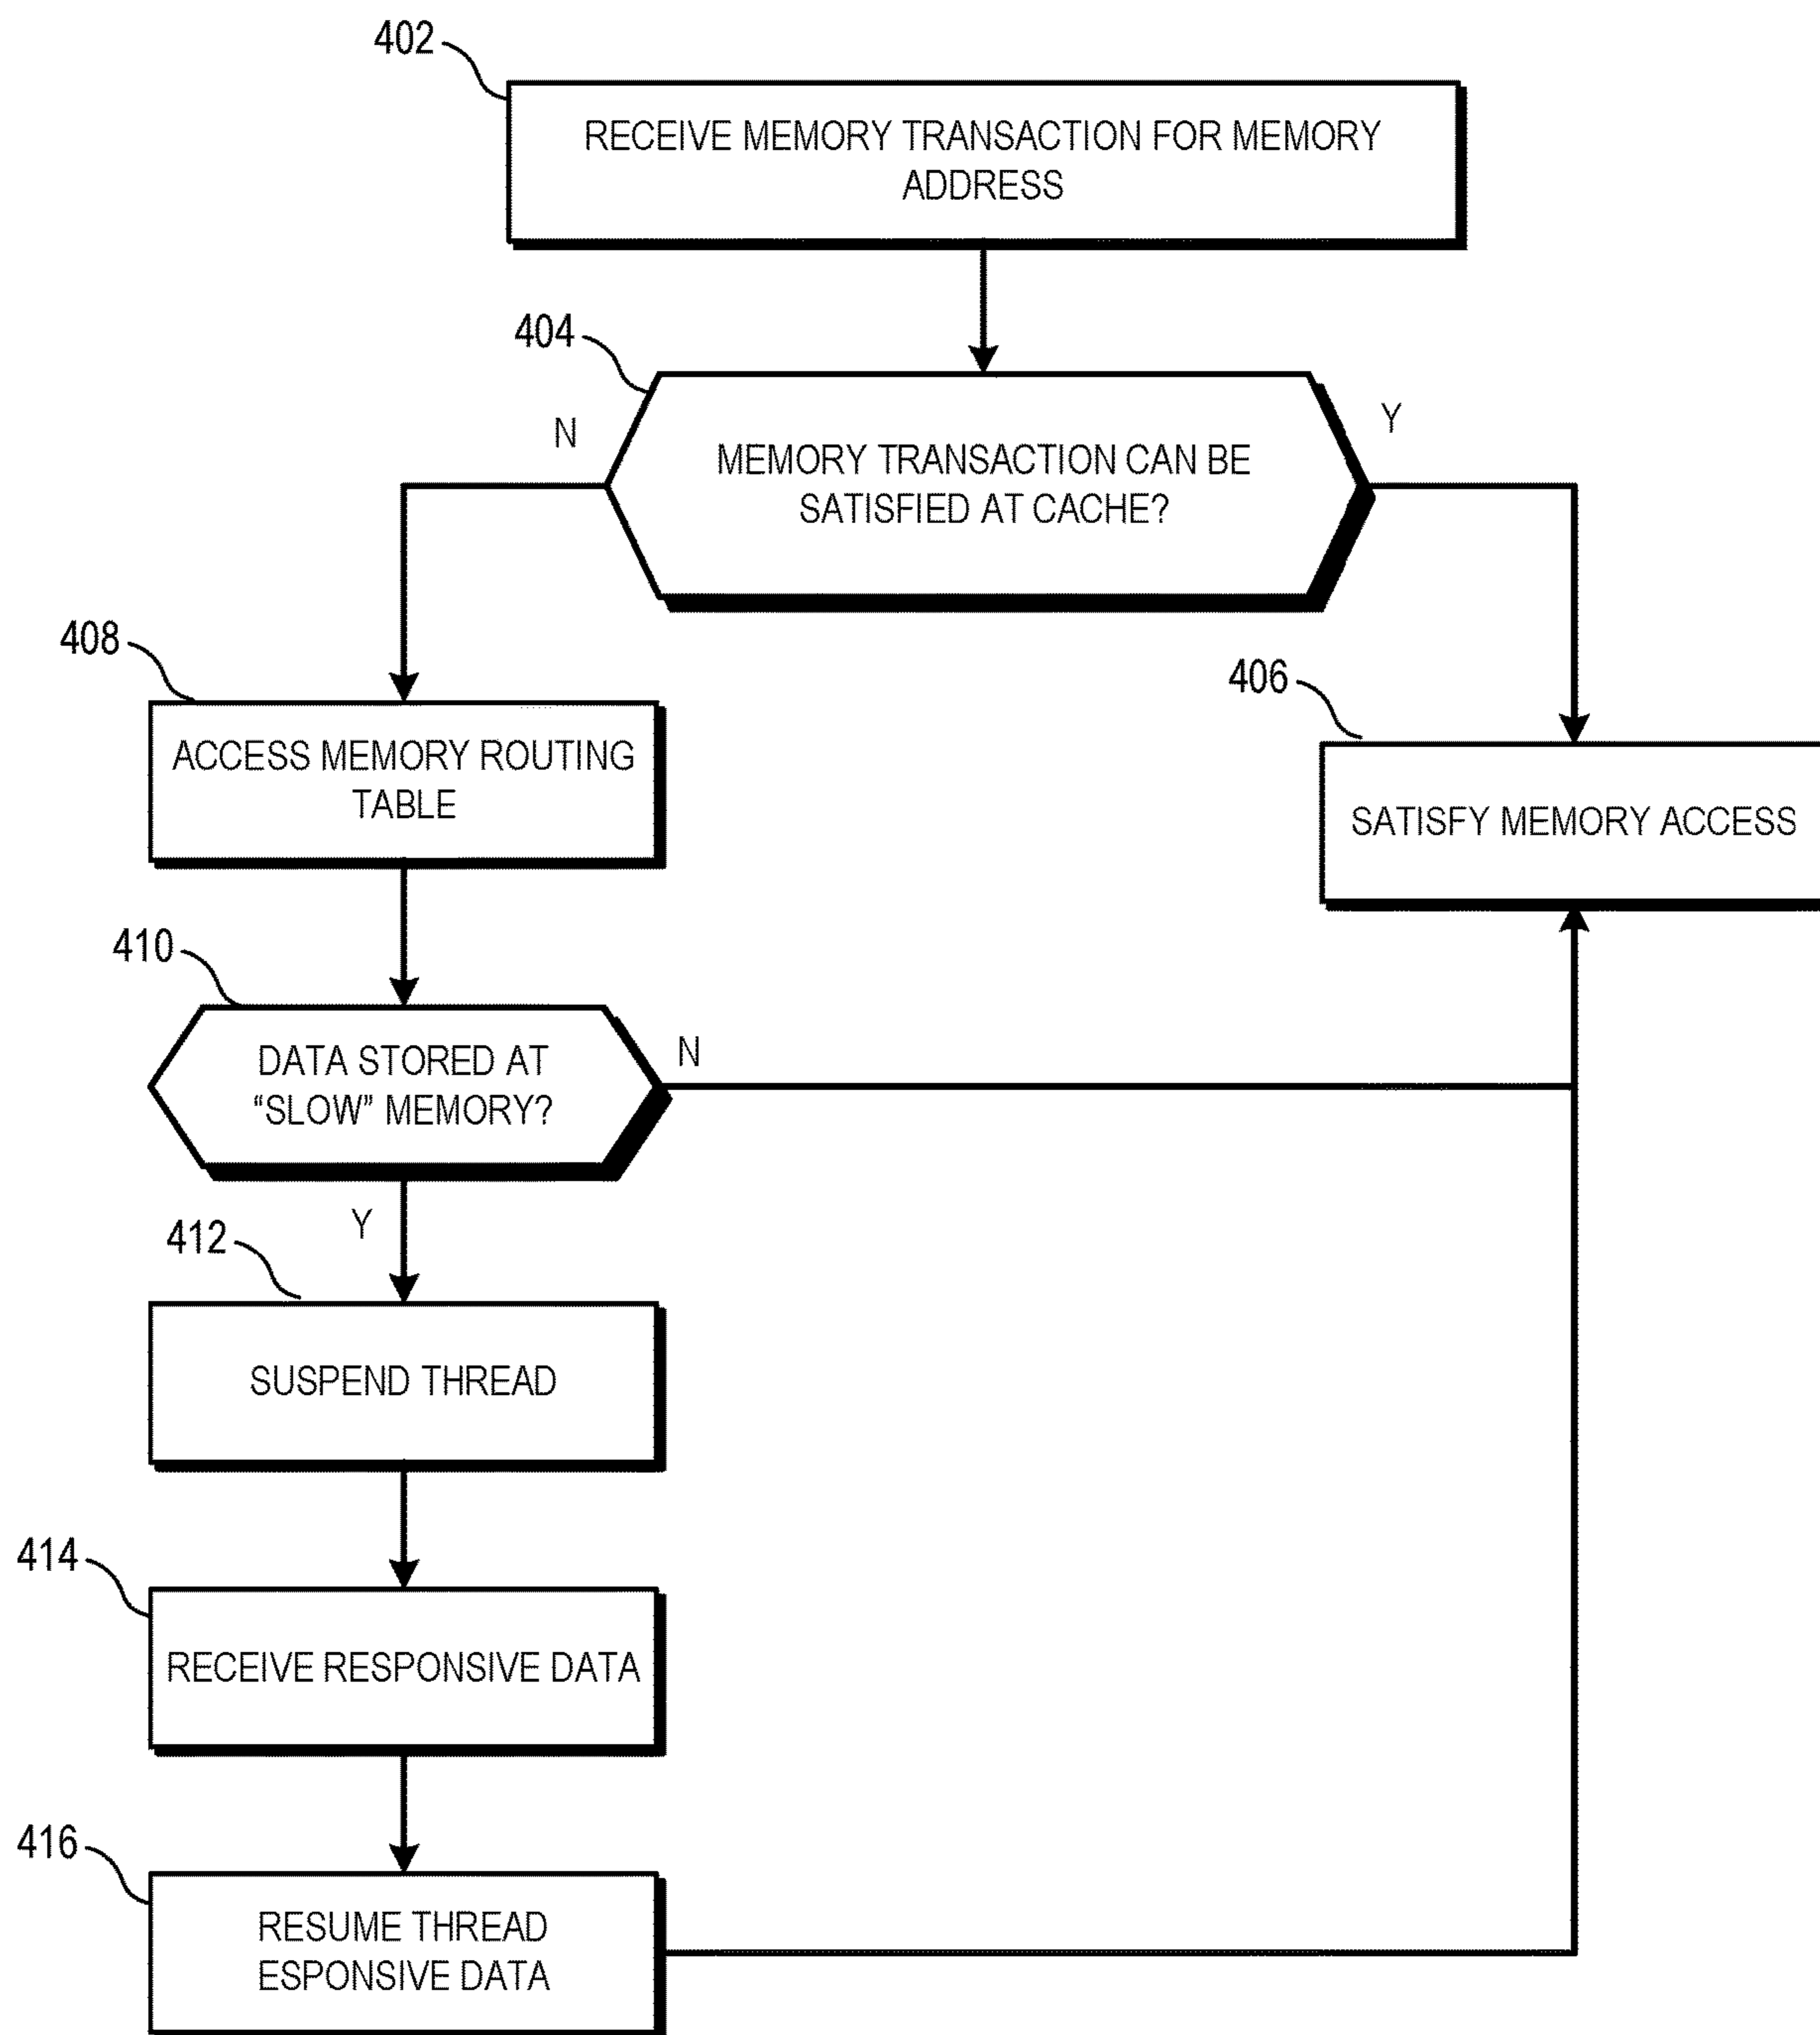 402
RECEIVE MEMORY TRANSACTION FOR MEMORY
ADDRESS
404
N
Y
MEMORY TRANSACTION CAN BE
SATISFIED AT CACHE?
408
406
ACCESS MEMORY ROUTING
TABLE
SATISFY MEMORY ACCESS
410
DATA STORED AT
“SLOW” MEMORY?
N
Y
412
SUSPEND THREAD
414
RECEIVE RESPONSIVE DATA
416
RESUME THREAD
ESPONSIVE DATA